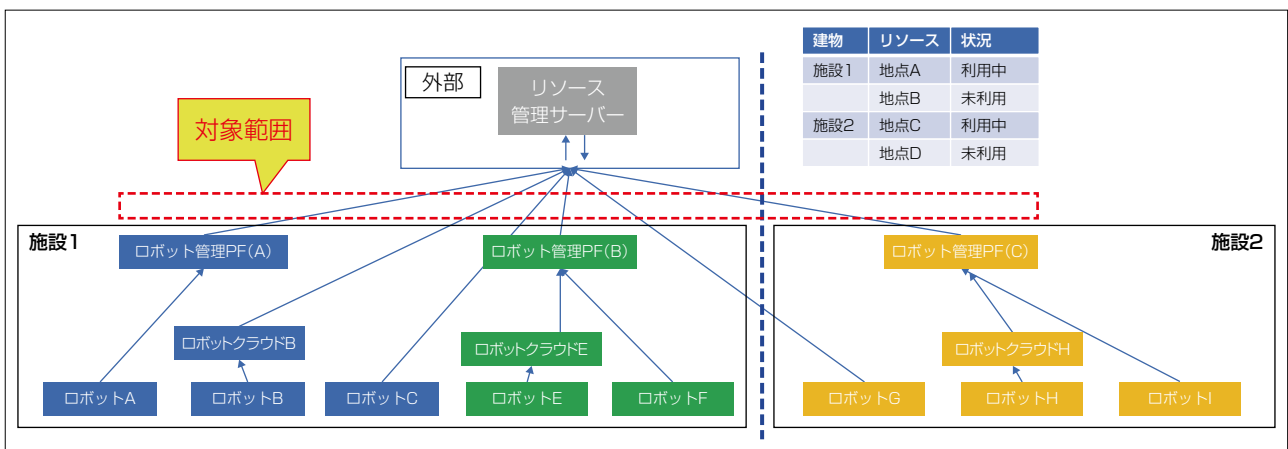 建物 リソース 状況
施設1 地点A 利用中
地点B 未利用
施設2 地点C 利用中
地点D 未利用
外部
リソース
管理サーバー
対象範囲
施設1
ロボット管理PF(A)
ロボット管理PF(B)
ロボット管理PF(C)
施設2
ロボットクラウドB
ロボットクラウドE
ロボットクラウドH
ロボットA
ロボットB
ロボットC
ロボットE
ロボットF
ロボットG
ロボットH
ロボットI